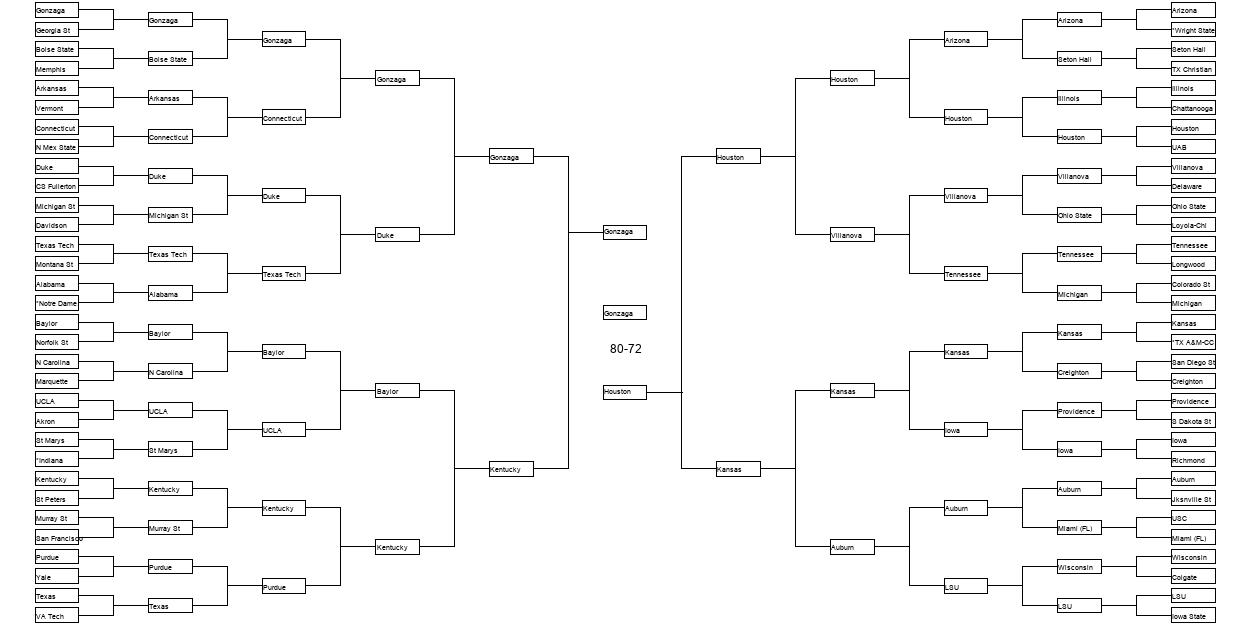 Gonzaga
Georgia St
Boise State
Memphis
Arkansas
Vermont
Connecticut
N Mex State
Duke
CS Fullerton
Michigan St
Davidson
Texas Tech
Montana St
Alabama
*Notre Dame
Baylor
Norfolk St
N Carolina
Marquette
UCLA
Akron
St Marys
*Indiana
Kentucky
St Peters
Murray St
San Francisco
Purdue
Yale
Texas
VA Tech
Gonzaga
Boise State
Arkansas
Connecticut
Duke
Michigan St
Texas Tech
Alabama
Baylor
N Carolina
UCLA
St Marys
Kentucky
Murray St
Purdue
Texas
Gonzaga
Connecticut
Duke
Texas Tech
Baylor
UCLA
Kentucky
Purdue
Gonzaga
Duke
Baylor
Kentucky
Gonzaga
Kentucky
Gonzaga
Gonzaga
80-72
Houston
Houston
Kansas
Houston
Villanova
Kansas
Auburn
Arizona
Houston
Villanova
Tennessee
Kansas
Iowa
Auburn
LSU
Arizona
Seton Hall
Illinois
Houston
Villanova
Ohio State
Tennessee
Michigan
Kansas
Creighton
Providence
Iowa
Auburn
Miami (FL)
Wisconsin
LSU
Arizona
*Wright State
Seton Hall
TX Christian
Illinois
Chattanooga
Houston
UAB
Villanova
Delaware
Ohio State
Loyola-Chi
Tennessee
Longwood
Colorado St
Michigan
Kansas
*TX A&M-CC
San Diego St
Creighton
Providence
S Dakota St
Iowa
Richmond
Auburn
Jksnville St
USC
Miami (FL)
Wisconsin
Colgate
LSU
Iowa State